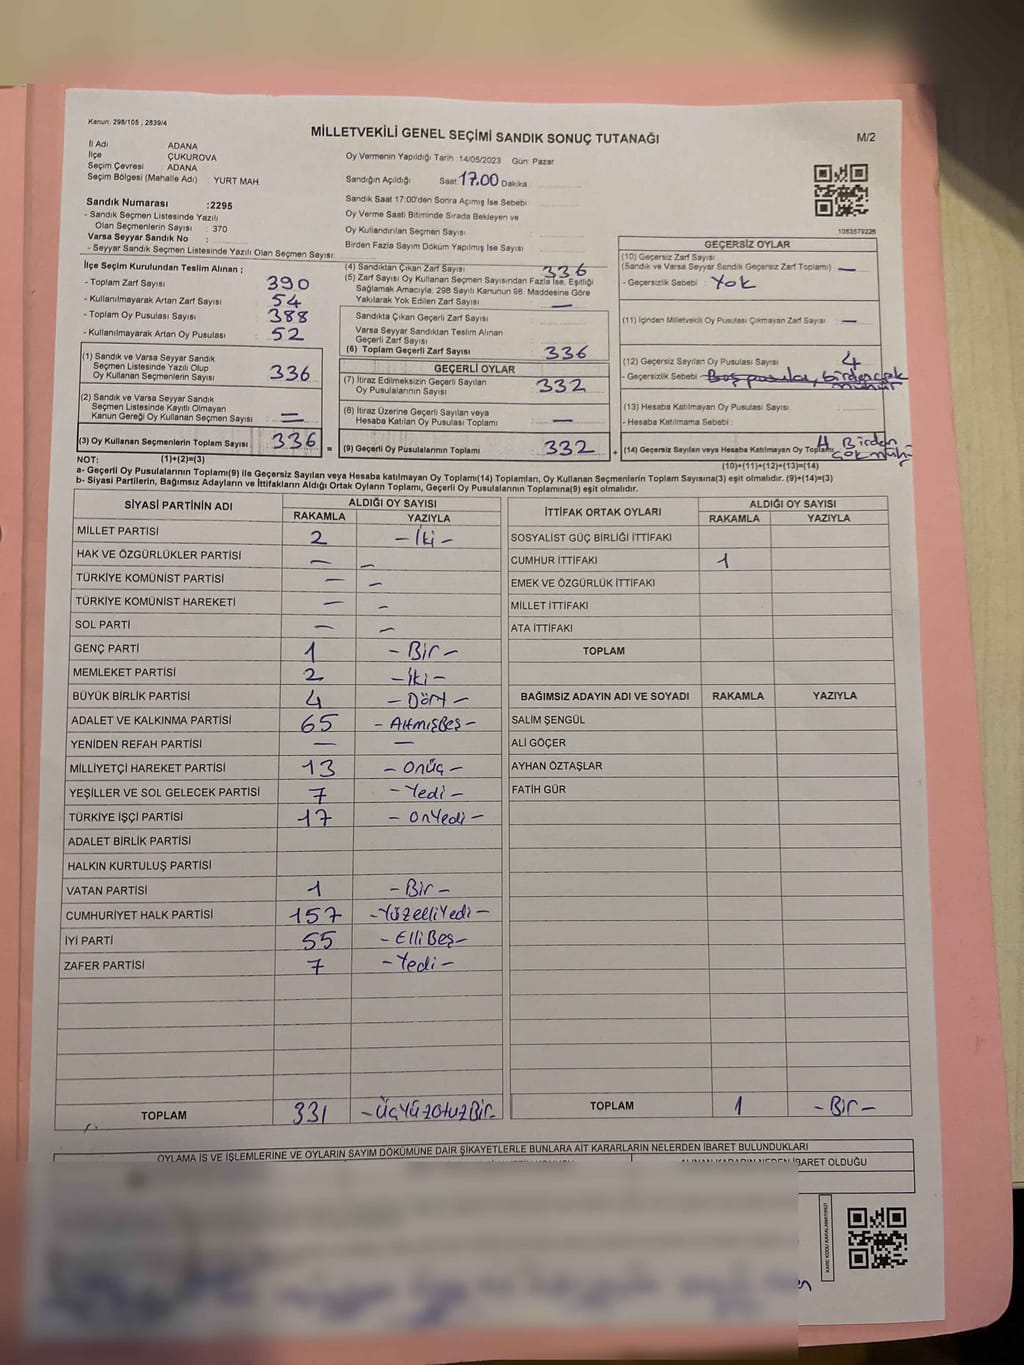 Kanun: 298/105 , 2839/4
MİLLETVEKİLİ GENEL SEÇİMİ SANDIK SONUÇ TUTANAĞI
M/2
İl Adı ADANA
İlçe ÇUKUROVA
Seçim Çevresi ADANA
Seçim Bölgesi (Mahalle Adı) YURT MAH
Sandık Numarası :2295
- Sandık Seçmen Listesinde Yazılı
Olan Seçmenlerin Sayısı : 370
Varsa Seyyar Sandık No :
- Seyyar Sandık Seçmen Listesinde Yazılı Olan Seçmen Sayısı:
Oy Vermenin Yapıldığı Tarih :14/05/2023 Gün: Pazar
Sandığın Açıldığı Saat 17.00 Dakika
Sandık Saat 17:00'den Sonra Açımış İse Sebebi
Oy Verme Saati Bitiminde Sırada Bekleyen ve
Oy Kullandırılan Seçmen Sayısı
Birden Fazla Sayım Döküm Yapılmış İse Sayısı
1083579226
İlçe Seçim Kurulundan Teslim Alınan ;
- Toplam Zarf Sayısı 390
- Kullanılmayarak Artan Zarf Sayısı 54
- Toplam Oy Pusulası Sayısı 388
- Kullanılmayarak Artan Oy Pusulası 52
(1) Sandık ve Varsa Seyyar Sandık
Seçmen Listesinde Yazılı Olup
Oy Kullanan Seçmenlerin Sayısı 336
(2) Sandık ve Varsa Seyyar Sandık
Seçmen Listesinde Kayıtlı Olmayan
Kanun Gereği Oy Kullanan Seçmen Sayısı : =
(3) Oy Kullanan Seçmenlerin Toplam Sayısı 336 =
(4) Sandıktan Çıkan Zarf Sayısı 336
(5) Zarf Sayısı Oy Kullanan Seçmen Sayısından Fazla İse, Eşitliği
Sağlamak Amacıyla, 298 Sayılı Kanunun 98. Maddesine Göre
Yakılarak Yok Edilen Zarf Sayısı —
Sandıkta Çıkan Geçerli Zarf Sayısı
Varsa Seyyar Sandıktan Teslim Alınan
Geçerli Zarf Sayısı
(6) Toplam Geçerli Zarf Sayısı 336
GEÇERLİ OYLAR
(7) İtiraz Edilmeksizin Geçerli Sayılan
Oy Pusulalarının Sayısı 332
(8) İtiraz Üzerine Geçerli Sayılan veya
Hesaba Katılan Oy Pusulası Toplamı —
(9) Geçerli Oy Pusulalarının Toplamı 332 +
GEÇERSİZ OYLAR
(10) Geçersiz Zarf Sayısı
(Sandık ve Varsa Seyyar Sandık Geçersiz Zarf Toplamı) —
- Geçersizlik Sebebi : Yok
(11) İçinden Milletvekili Oy Pusulası Çıkmayan Zarf Sayısı —
(12) Geçersiz Sayılan Oy Pusulası Sayısı 4
- Geçersizlik Sebebi Boş pusula, birden çok
mühür
(13) Hesaba Katılmayan Oy Pusulası Sayısı
- Hesaba Katılmama Sebebi :
(14) Geçersiz Sayılan veya Hesaba Katılmayan Oy Toplamı 4 Birden
çok müh.
NOT: (1)+(2)=(3)
(10)+(11)+(12)+(13)=(14)
a- Geçerli Oy Pusulalarının Toplamı(9) ile Geçersiz Sayılan veya Hesaba katılmayan Oy Toplamı(14) Toplamları, Oy Kullanan Seçmenlerin Toplam Sayısına(3) eşit olmalıdır. (9)+(14)=(3)
b- Siyasi Partilerin, Bağımsız Adayların ve İttifakların Aldığı Oyların Toplamı, Geçerli Oy Pusulalarının Toplamına(9) eşit olmalıdır.
SİYASİ PARTİNİN ADI ALDIĞI OY SAYISI
RAKAMLA YAZIYLA
MİLLET PARTİSİ 2 - İki -
HAK VE ÖZGÜRLÜKLER PARTİSİ — —
TÜRKİYE KOMÜNİST PARTİSİ — —
TÜRKİYE KOMÜNİST HAREKETİ — —
SOL PARTİ — —
GENÇ PARTİ 1 - Bir -
MEMLEKET PARTİSİ 2 - İki -
BÜYÜK BİRLİK PARTİSİ 4 - Dört -
ADALET VE KALKINMA PARTİSİ 65 - Altmışbeş -
YENİDEN REFAH PARTİSİ — —
MİLLİYETÇİ HAREKET PARTİSİ 13 - onüç -
YEŞİLLER VE SOL GELECEK PARTİSİ 7 - Yedi -
TÜRKİYE İŞÇİ PARTİSİ 17 - onYedi -
ADALET BİRLİK PARTİSİ
HALKIN KURTULUŞ PARTİSİ
VATAN PARTİSİ 1 - Bir -
CUMHURİYET HALK PARTİSİ 157 - YüzelliYedi -
İYİ PARTİ 55 - ElliBeş -
ZAFER PARTİSİ 7 - Yedi -
TOPLAM 331 - ÜçYüzotuzBir -
İTTİFAK ORTAK OYLARI ALDIĞI OY SAYISI
RAKAMLA YAZIYLA
SOSYALİST GÜÇ BİRLİĞİ İTTİFAKI
CUMHUR İTTİFAKI 1
EMEK VE ÖZGÜRLÜK İTTİFAKI
MİLLET İTTİFAKI
ATA İTTİFAKI
TOPLAM
BAĞIMSIZ ADAYIN ADI VE SOYADI RAKAMLA YAZIYLA
SALİM ŞENGÜL
ALİ GÖÇER
AYHAN ÖZTAŞLAR
FATİH GÜR
TOPLAM 1 - Bir -
OYLAMA İŞ VE İŞLEMLERİNE VE OYLARIN SAYIM DÖKÜMÜNE DAİR ŞİKAYETLERLE BUNLARA AİT KARARLARIN NELERDEN İBARET BULUNDUKLARI
ALINAN KARARIN NEDEN İBARET OLDUĞU